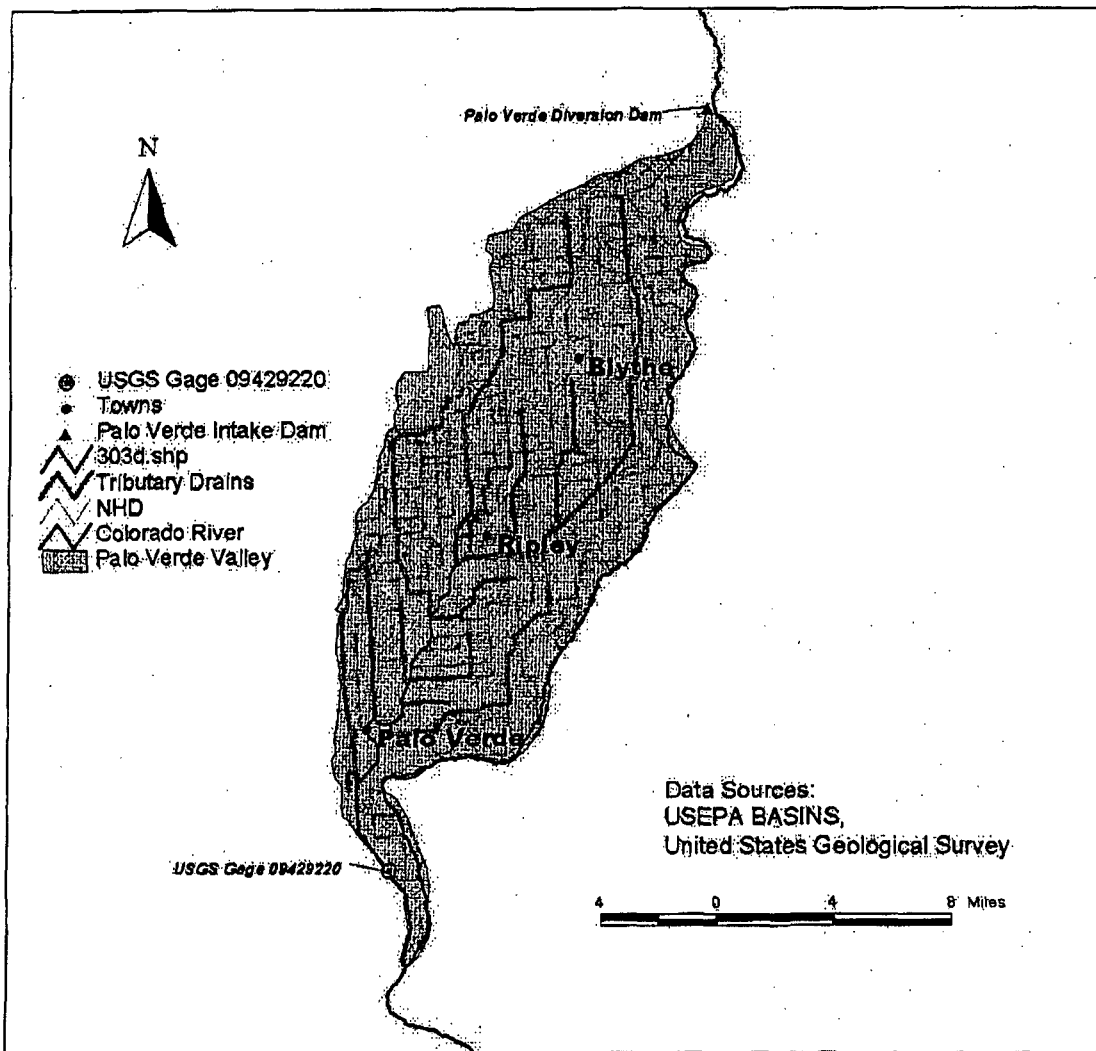 Palo Verde Diversion Dam
N
Blythe
USGS Gage 09429220
Towns
Palo Verde Intake Dam
303d.shp
Tributary Drains
NHD
Colorado River
Palo Verde Valley
Ripley
Palo Verde
Data Sources:
USEPA BASINS,
United States Geological Survey
USGS Gage 09429220
4 0 4 8 Miles